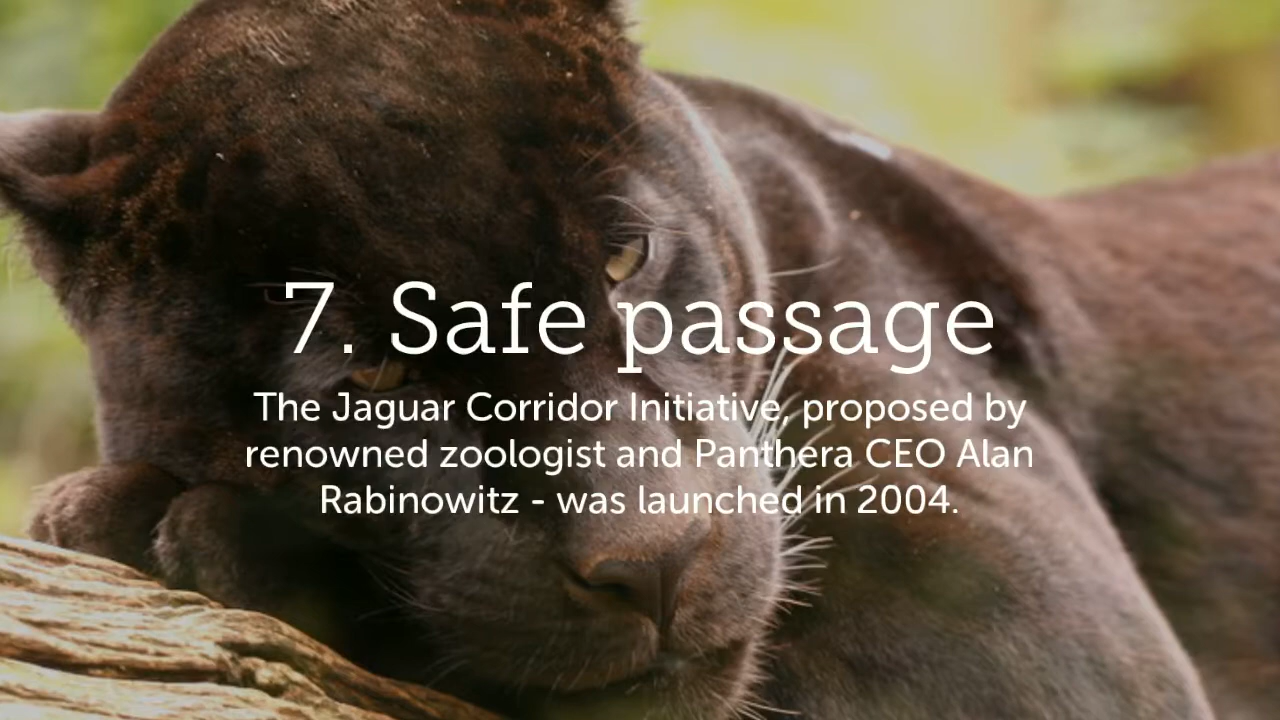 7. Safe passage
The Jaguar Corridor Initiative, proposed by
renowned zoologist and Panthera CEO Alan
Rabinowitz - was launched in 2004.